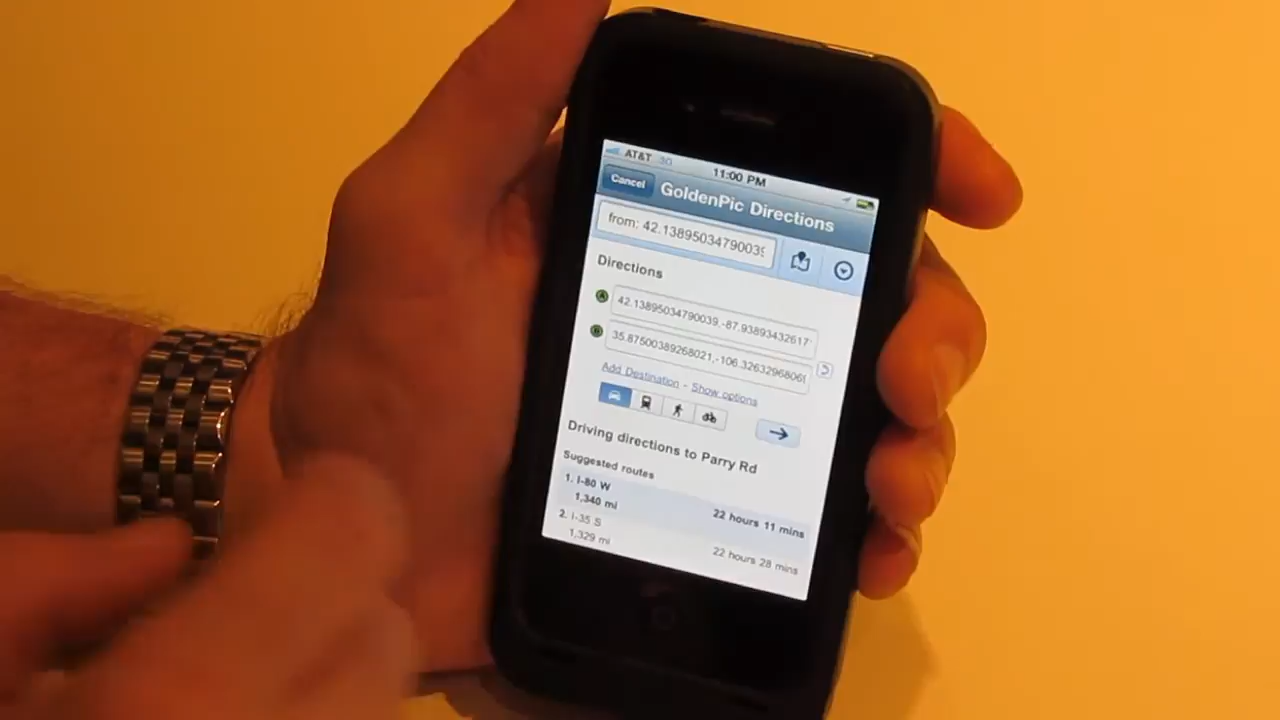 AT&T 3G
11:00 PM
Cancel
GoldenPic Directions
from: 42.13895034790039
Directions
A 42.13895034790039,-87.93893432617
B 35.87500389268021,-106.3263296806
Add Destination - Show options
Driving directions to Parry Rd
Suggested routes
1. I-80 W
1,340 mi
22 hours 11 mins
2. I-35 S
1,329 mi
22 hours 28 mins